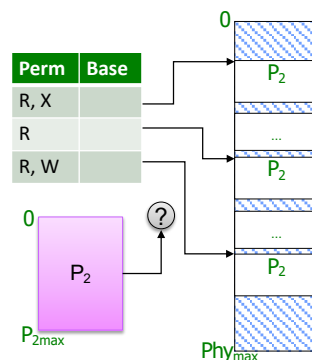 0
Perm Base
R, X
R
R, W
P₂
...
P₂
...
P₂
0
?
P₂
P₂max
Phymax